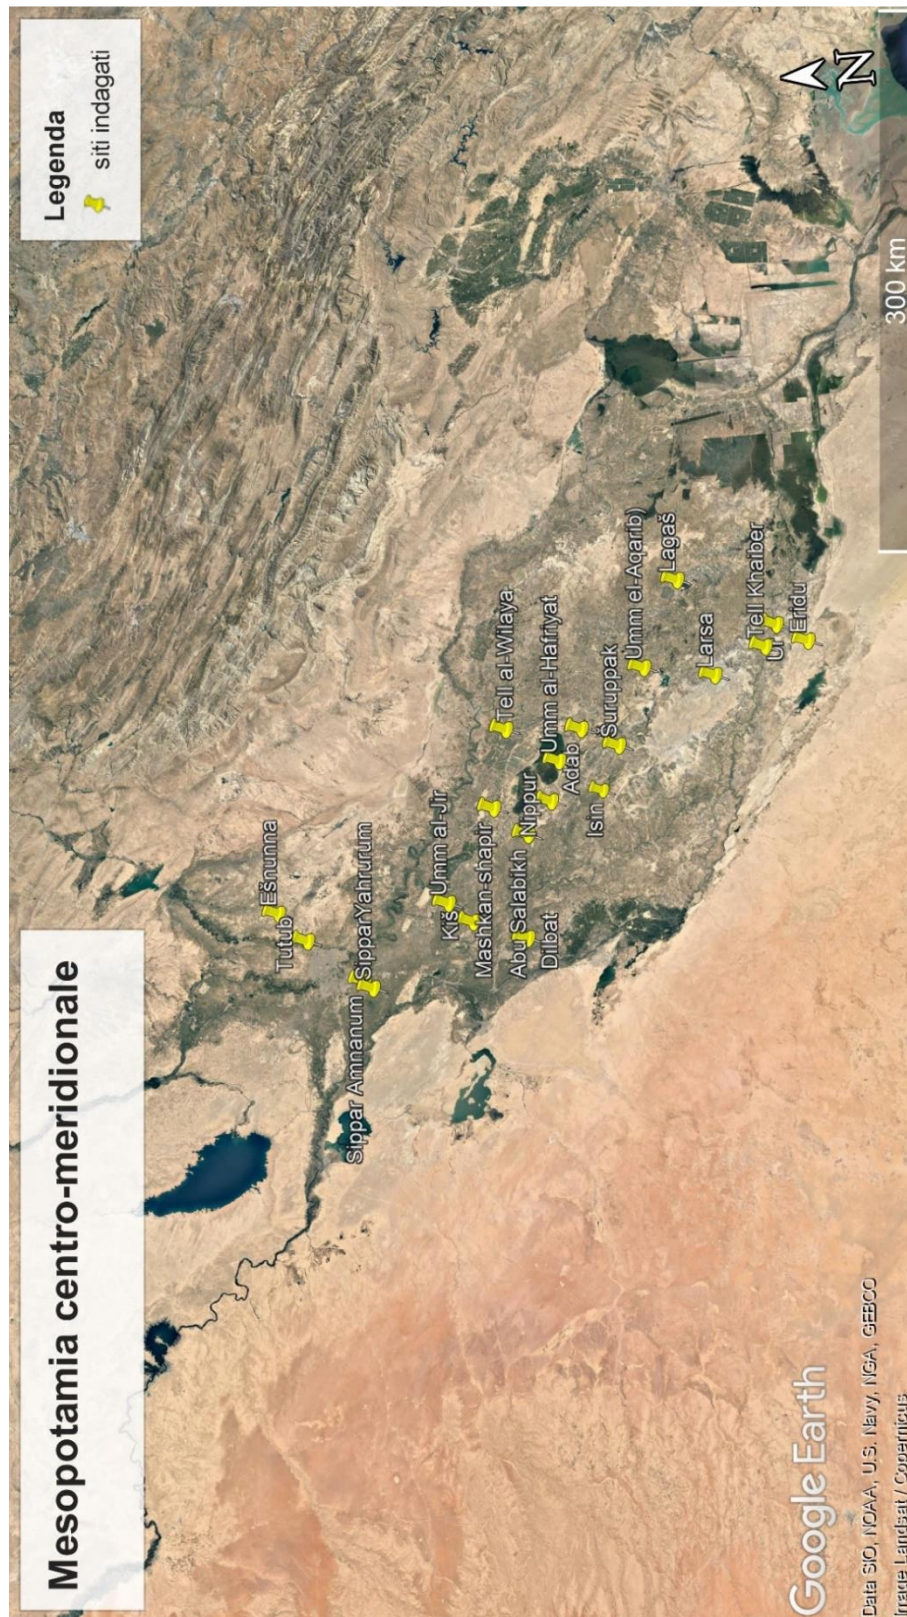 Mesopotamia centro-meridionale
Legenda
siti indagati
Ešnunna
Tutub
SipparYahrurum
Sippar Amnanum
Umm al-Jir
Kiš
Tell al-Wilaya
Mashkan-shapir
Umm al-Hafriyat
Abu Salabikh
Nippur
Dilbat
Adab
Isin
Šuruppak
Umm el-Aqarib)
Lagaš
Larsa
Tell Khaiber
Ur
Eridu
N
300 km
Google Earth
Data SIO, NOAA, U.S. Navy, NGA, GEBCO
Image Landsat / Copernicus